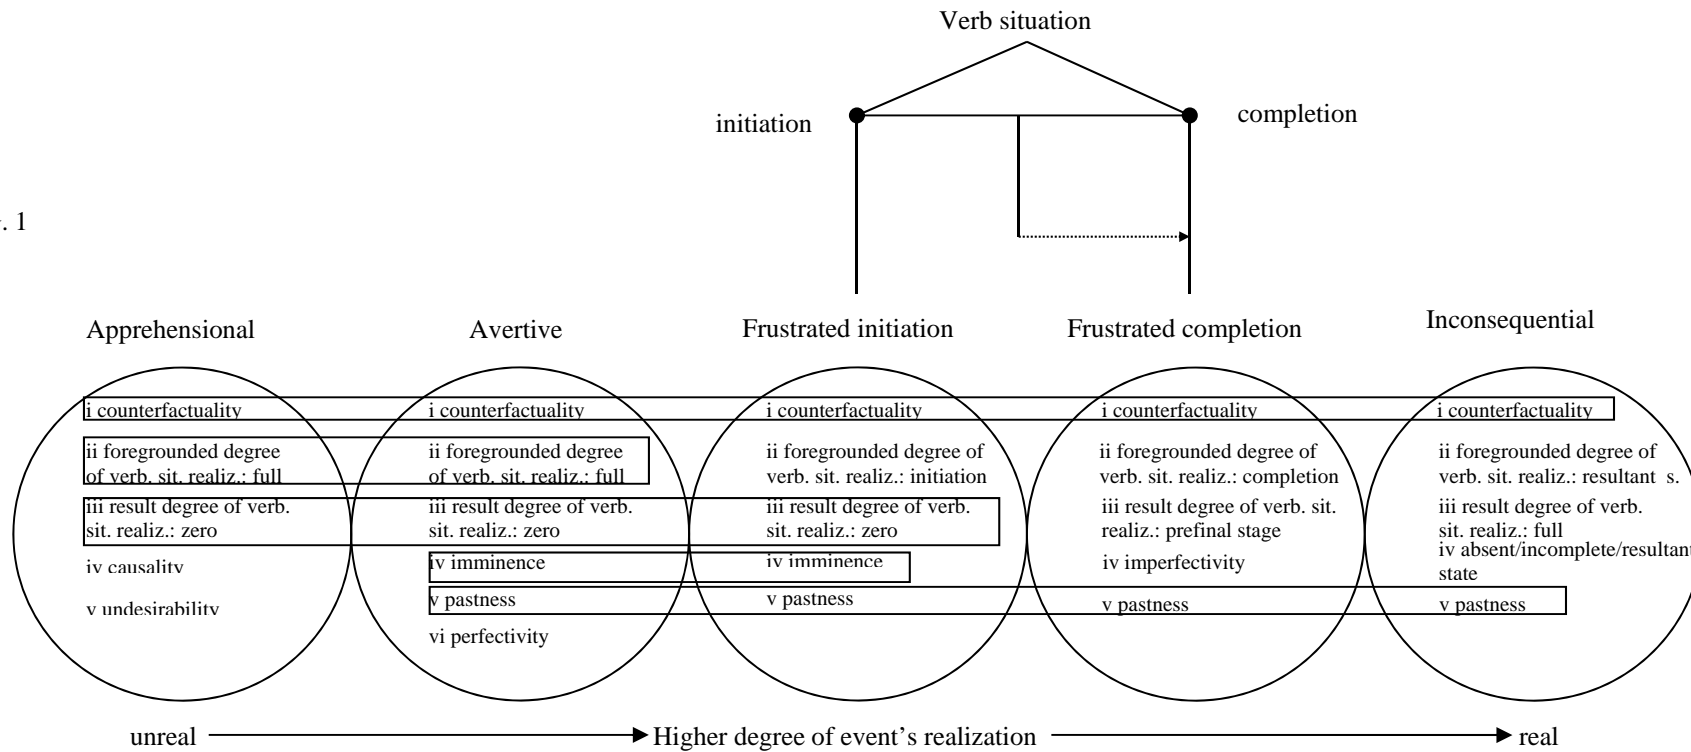 Verb situation
initiation
completion
. 1
Apprehensional
Avertive
Frustrated initiation
Frustrated completion
Inconsequential
i counterfactuality
ii foregrounded degree
of verb. sit. realiz.: full
iii result degree of verb.
sit. realiz.: zero
iv causality
v undesirability
i counterfactuality
ii foregrounded degree
of verb. sit. realiz.: full
iii result degree of verb.
sit. realiz.: zero
iv imminence
v pastness
vi perfectivity
i counterfactuality
ii foregrounded degree of
verb. sit. realiz.: initiation
iii result degree of verb.
sit. realiz.: zero
iv imminence
v pastness
i counterfactuality
ii foregrounded degree of
verb. sit. realiz.: completion
iii result degree of verb. sit.
realiz.: prefinal stage
iv imperfectivity
v pastness
i counterfactuality
ii foregrounded degree of
verb. sit. realiz.: resultant s.
iii result degree of verb.
sit. realiz.: full
iv absent/incomplete/resultant
state
v pastness
unreal
Higher degree of event's realization
real